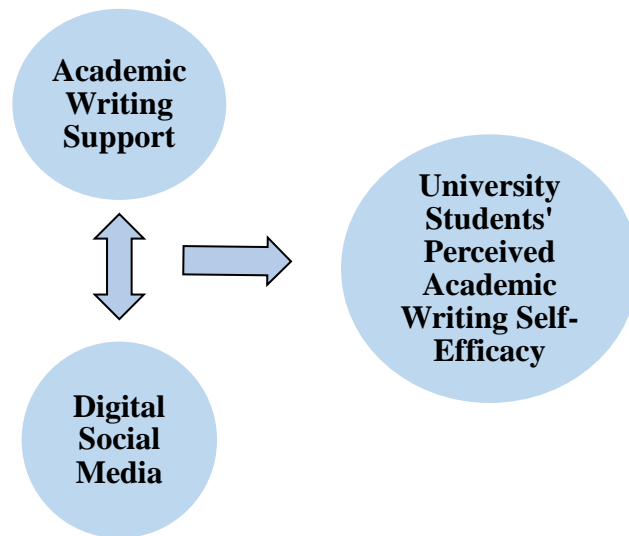 Academic
Writing
Support
University
Students'
Perceived
Academic
Writing Self-
Efficacy
Digital
Social
Media